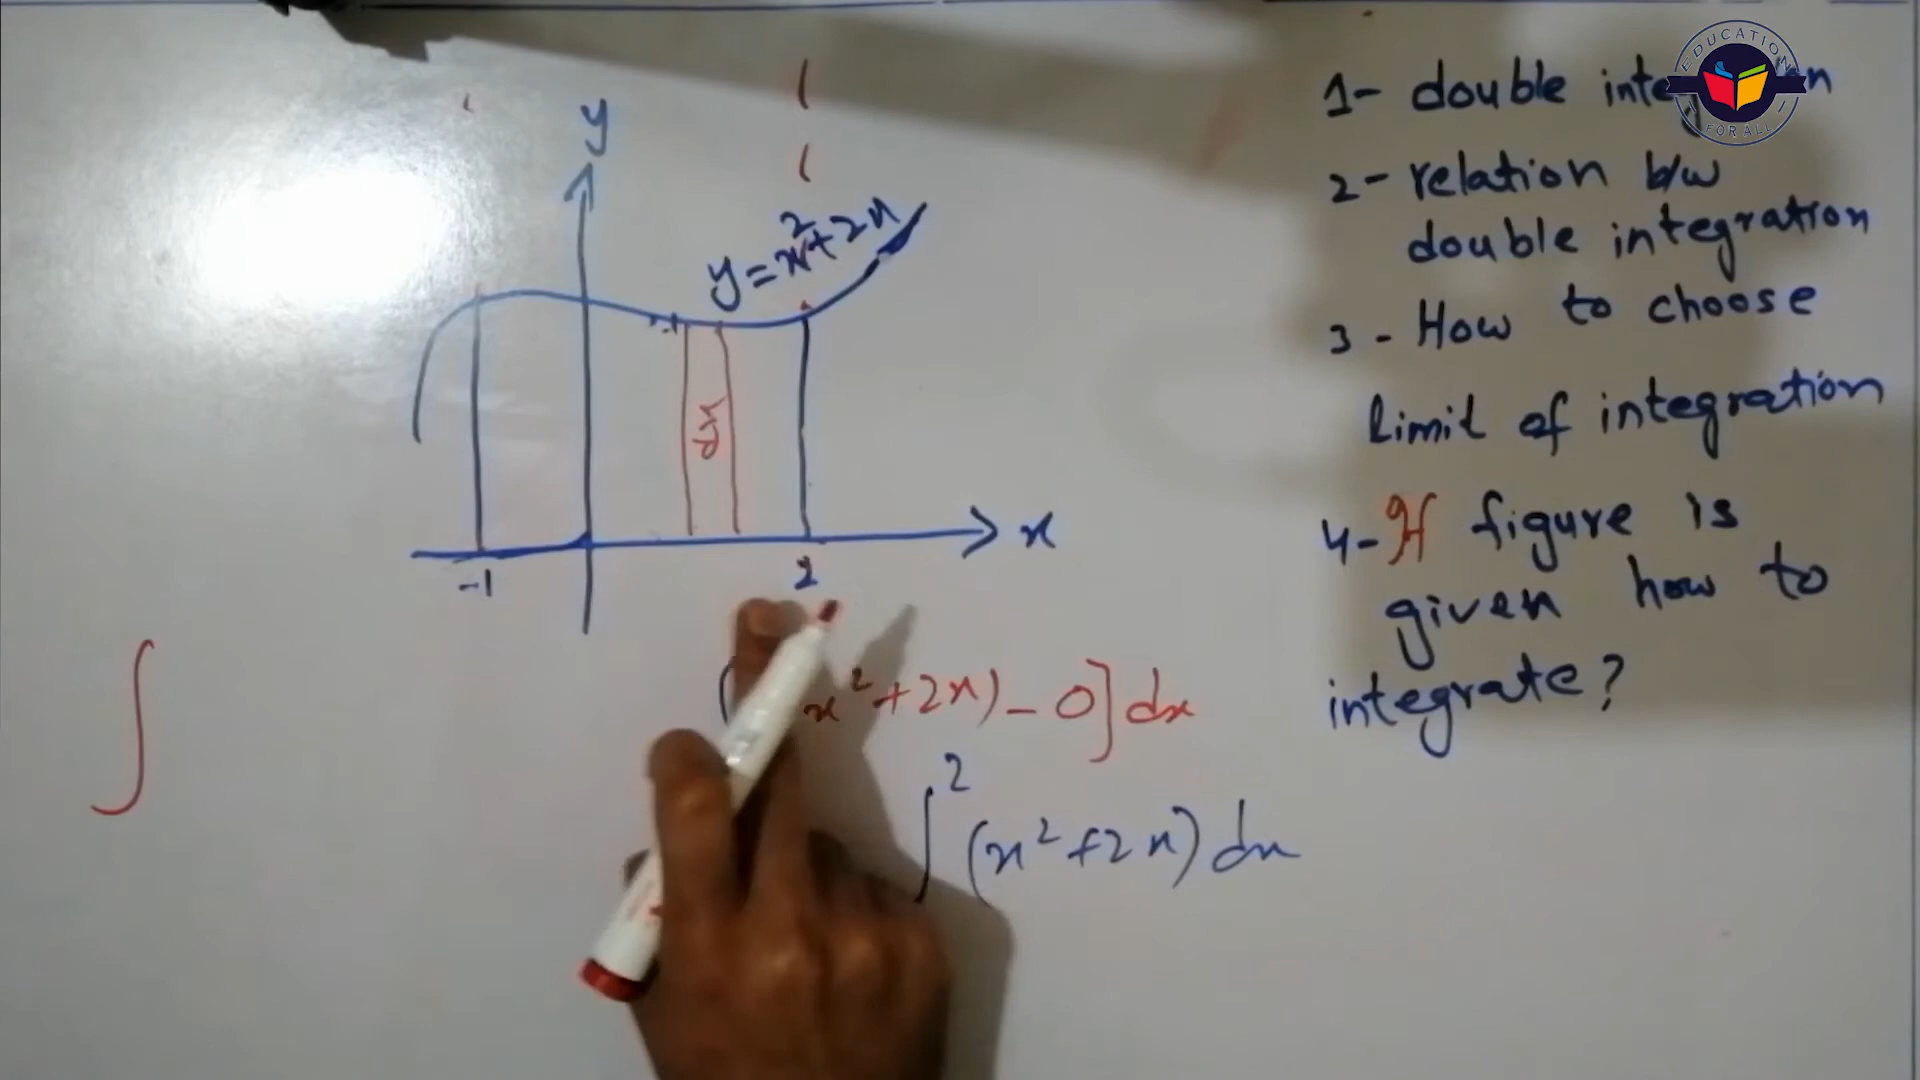 y
y=x²+2x
dx
x
-1
2
∫
x²+2x)-0]dx
∫² (x²+2x)dx
1- double
2- relation b/w
double integration
3 - How to choose
limit of integration
4- If figure is
given how to
integrate?
EDUCATION
FOR ALL